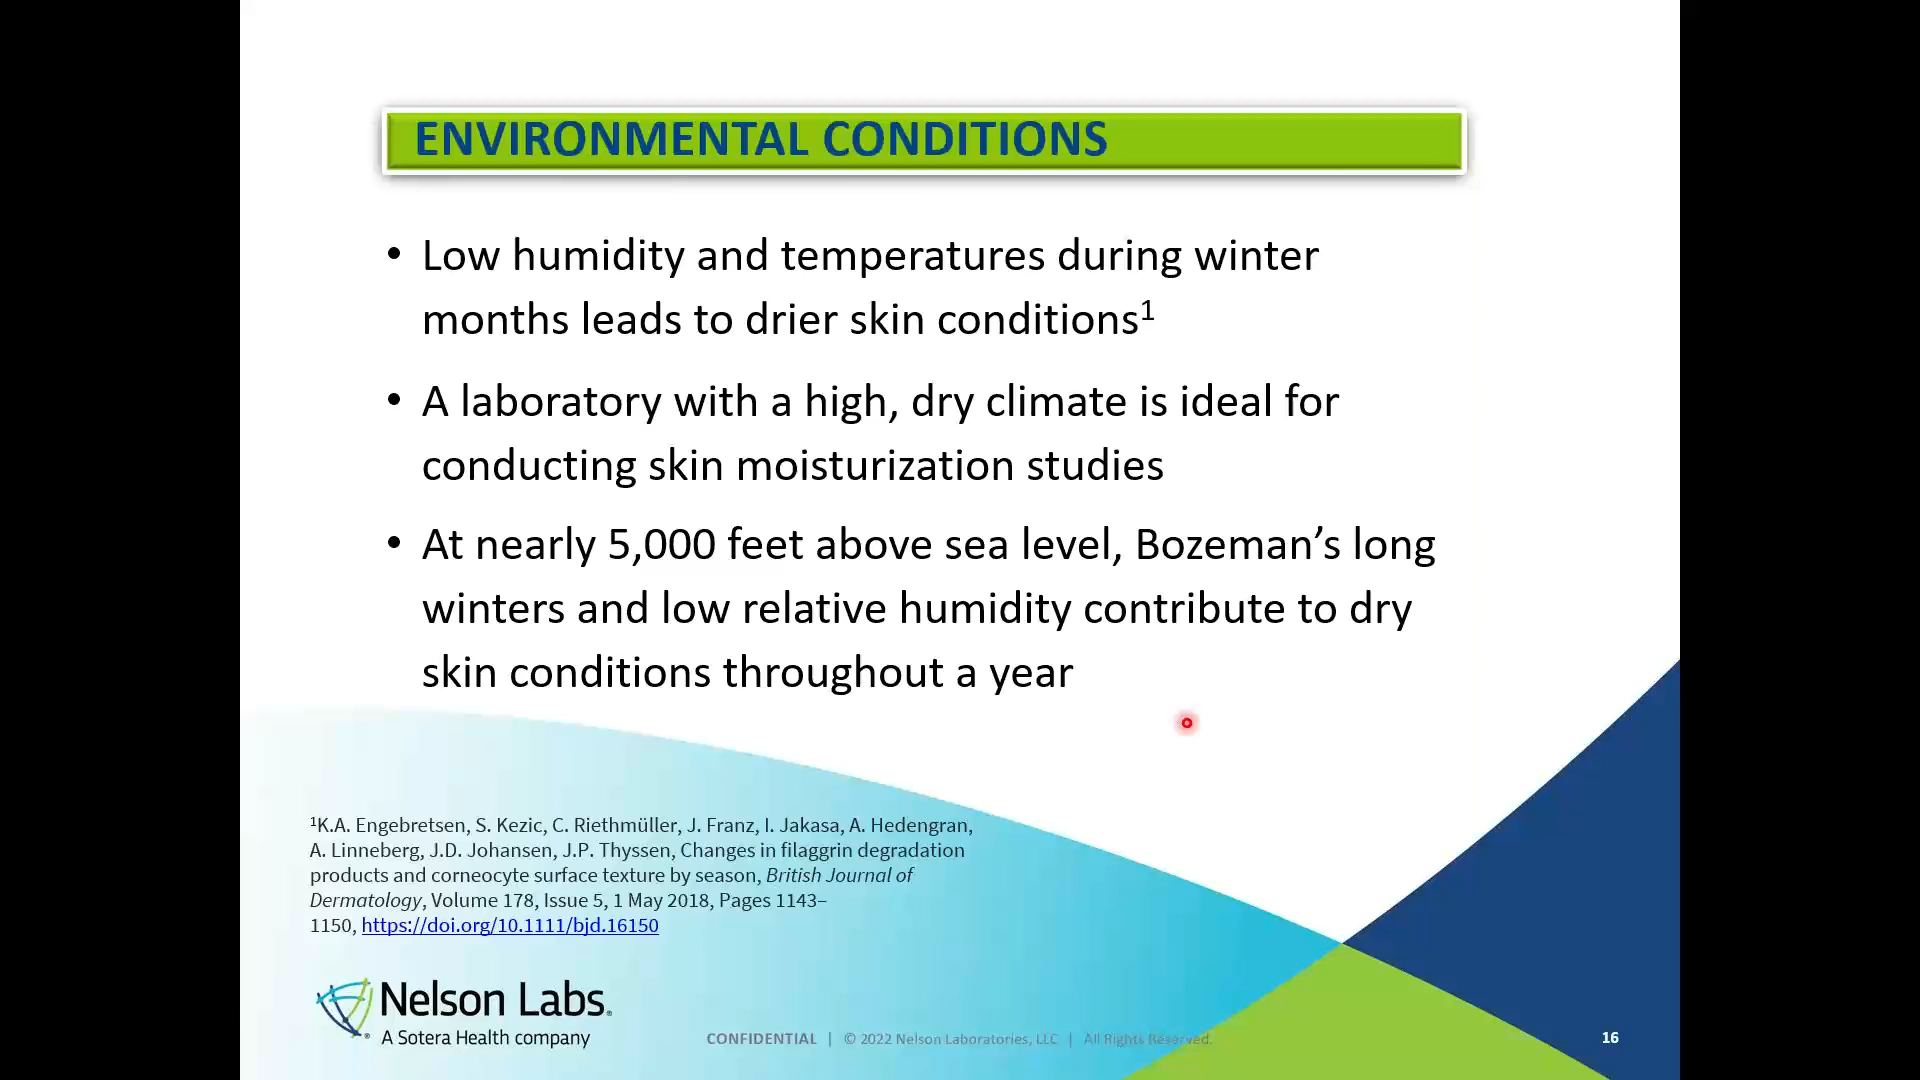 ENVIRONMENTAL CONDITIONS
• Low humidity and temperatures during winter
months leads to drier skin conditions¹
• A laboratory with a high, dry climate is ideal for
conducting skin moisturization studies
• At nearly 5,000 feet above sea level, Bozeman’s long
winters and low relative humidity contribute to dry
skin conditions throughout a year
¹K.A. Engebretsen, S. Kezic, C. Riethmüller, J. Franz, I. Jakasa, A. Hedengran,
A. Linneberg, J.D. Johansen, J.P. Thyssen, Changes in filaggrin degradation
products and corneocyte surface texture by season, British Journal of
Dermatology, Volume 178, Issue 5, 1 May 2018, Pages 1143–
1150, https://doi.org/10.1111/bjd.16150
Nelson Labs®
A Sotera Health company
CONFIDENTIAL | © 2022 Nelson Laboratories, LLC | All Rights Reserved.
16